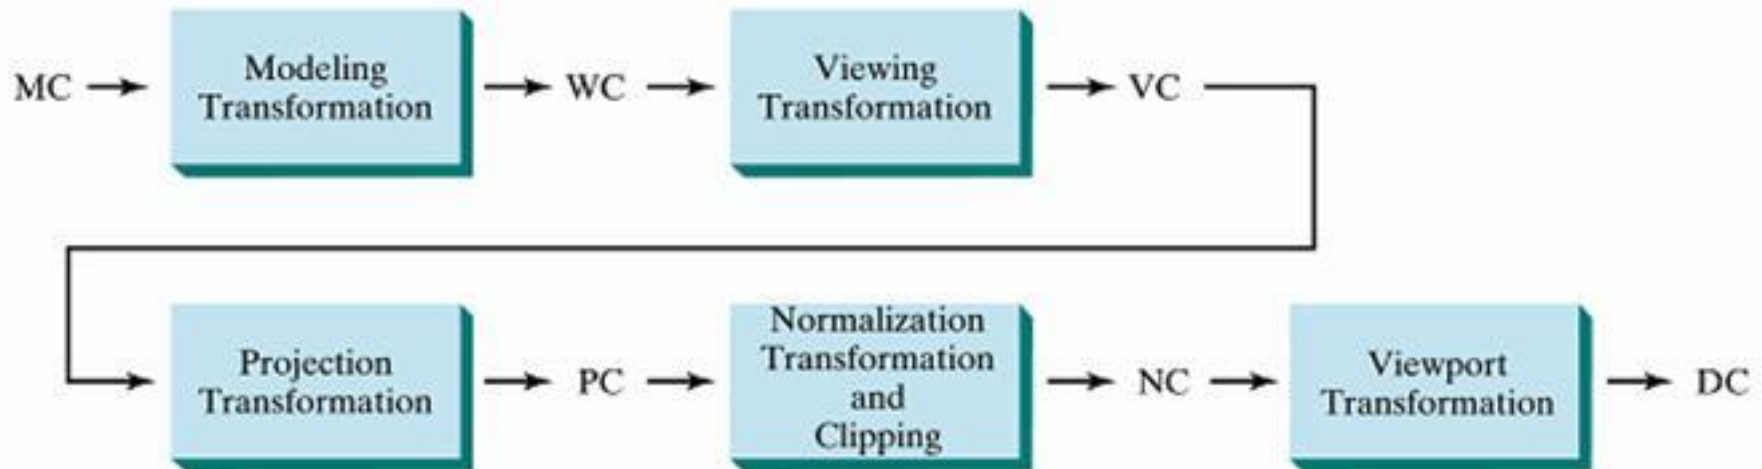 MC
Modeling
Transformation
WC
Viewing
Transformation
VC
Projection
Transformation
PC
Normalization
Transformation
and
Clipping
NC
Viewport
Transformation
DC